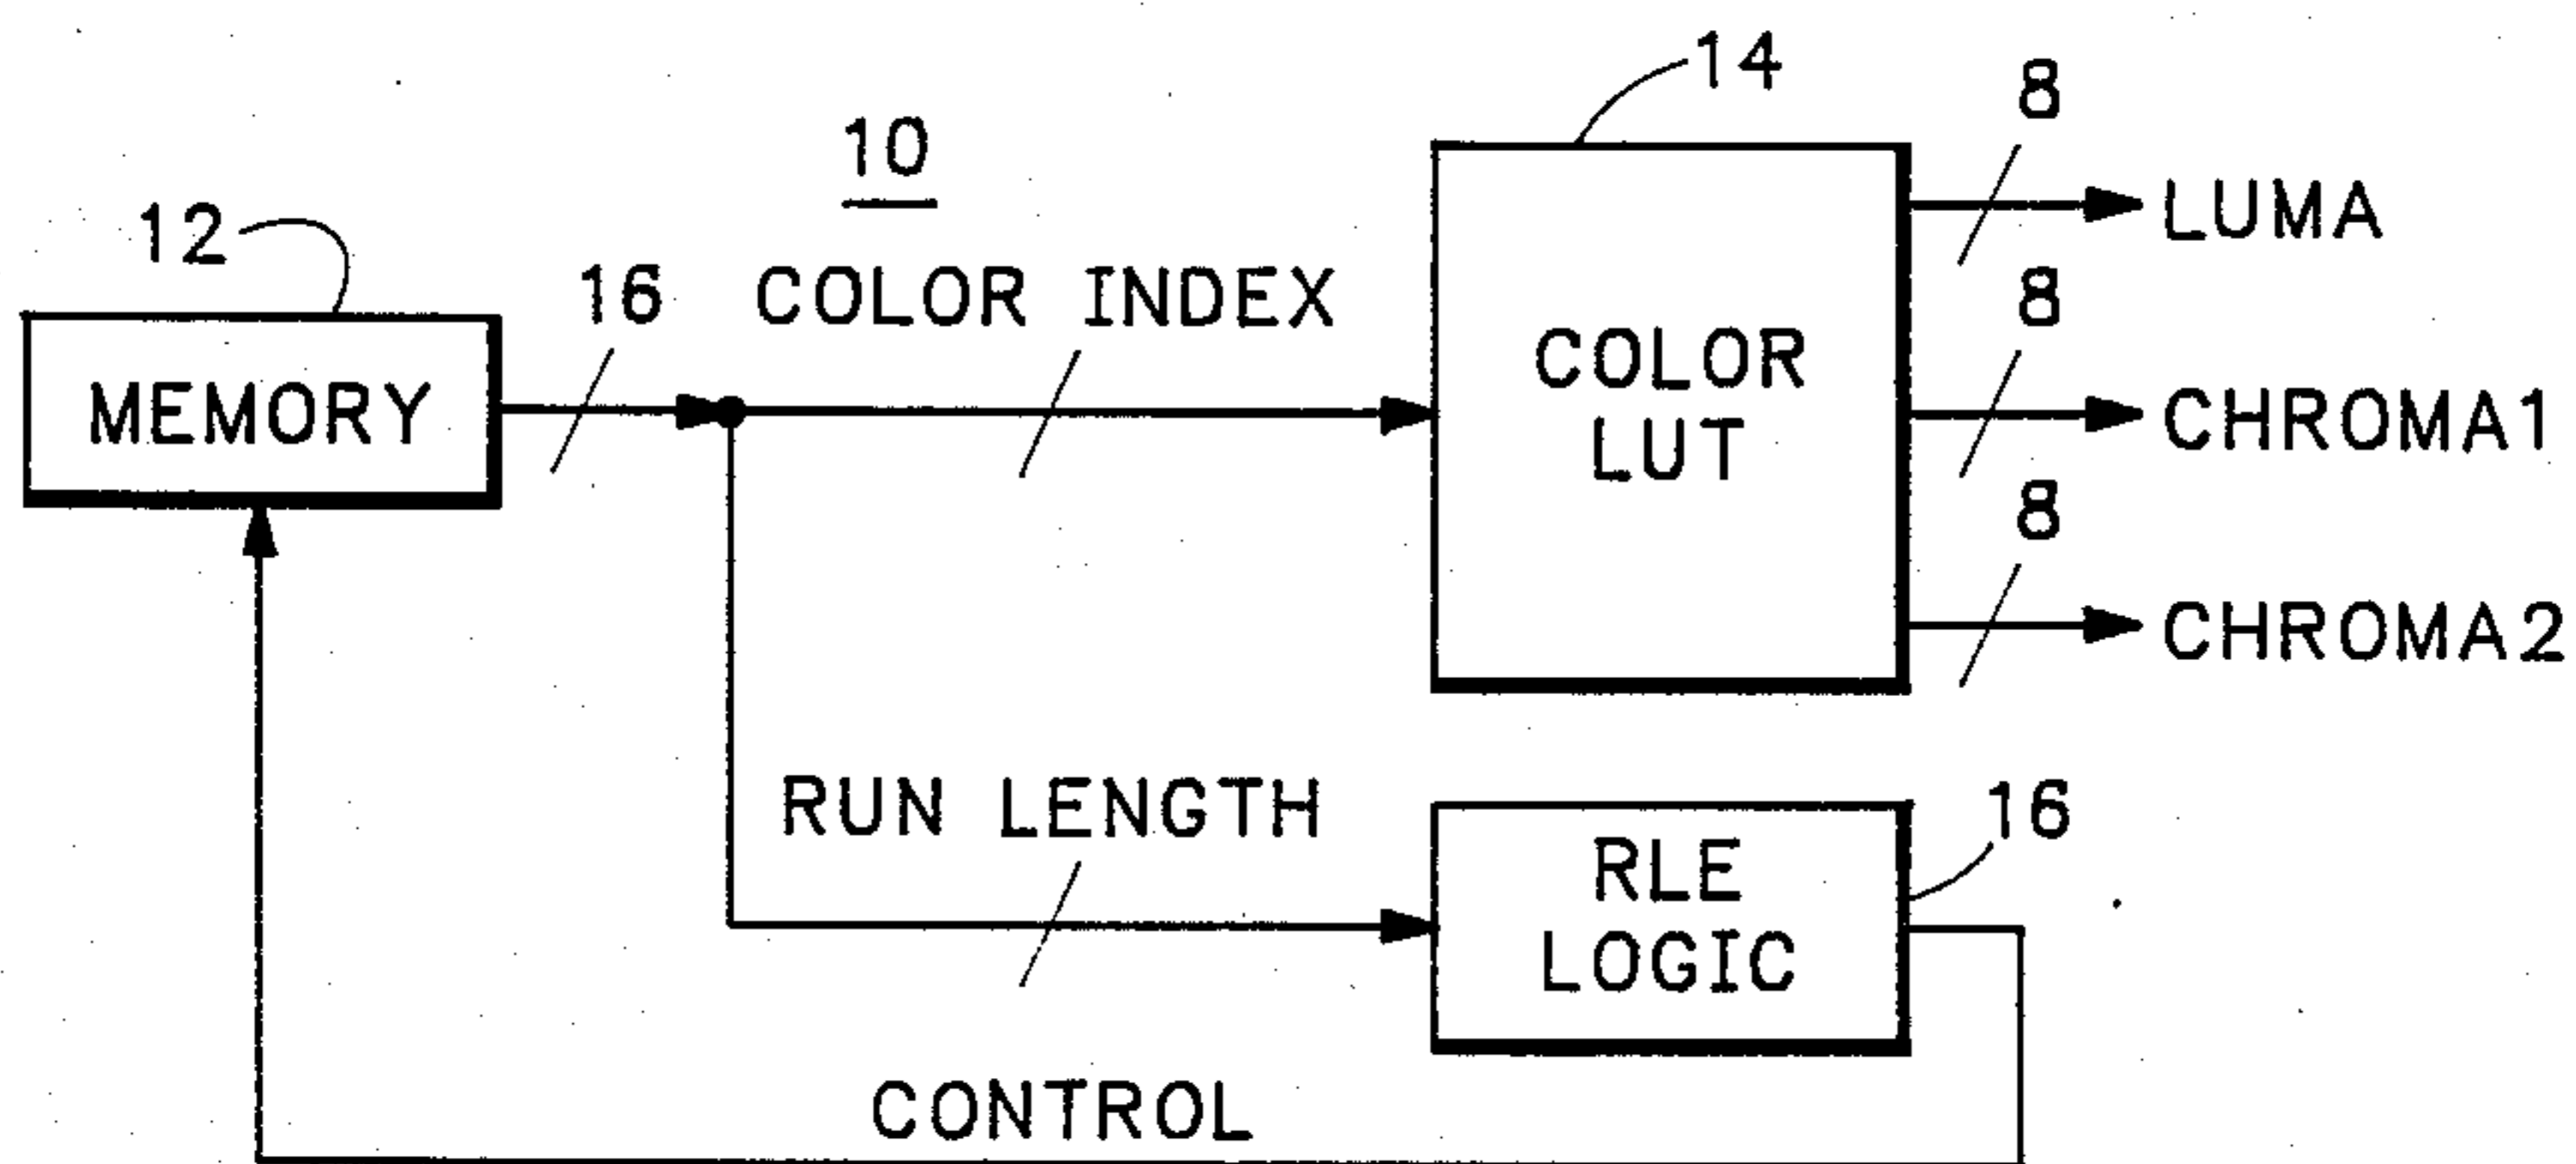 14
8
10
LUMA
12
16
COLOR INDEX
8
COLOR
LUT
MEMORY
CHROMA1
8
CHROMA2
RUN LENGTH
16
RLE
LOGIC
CONTROL